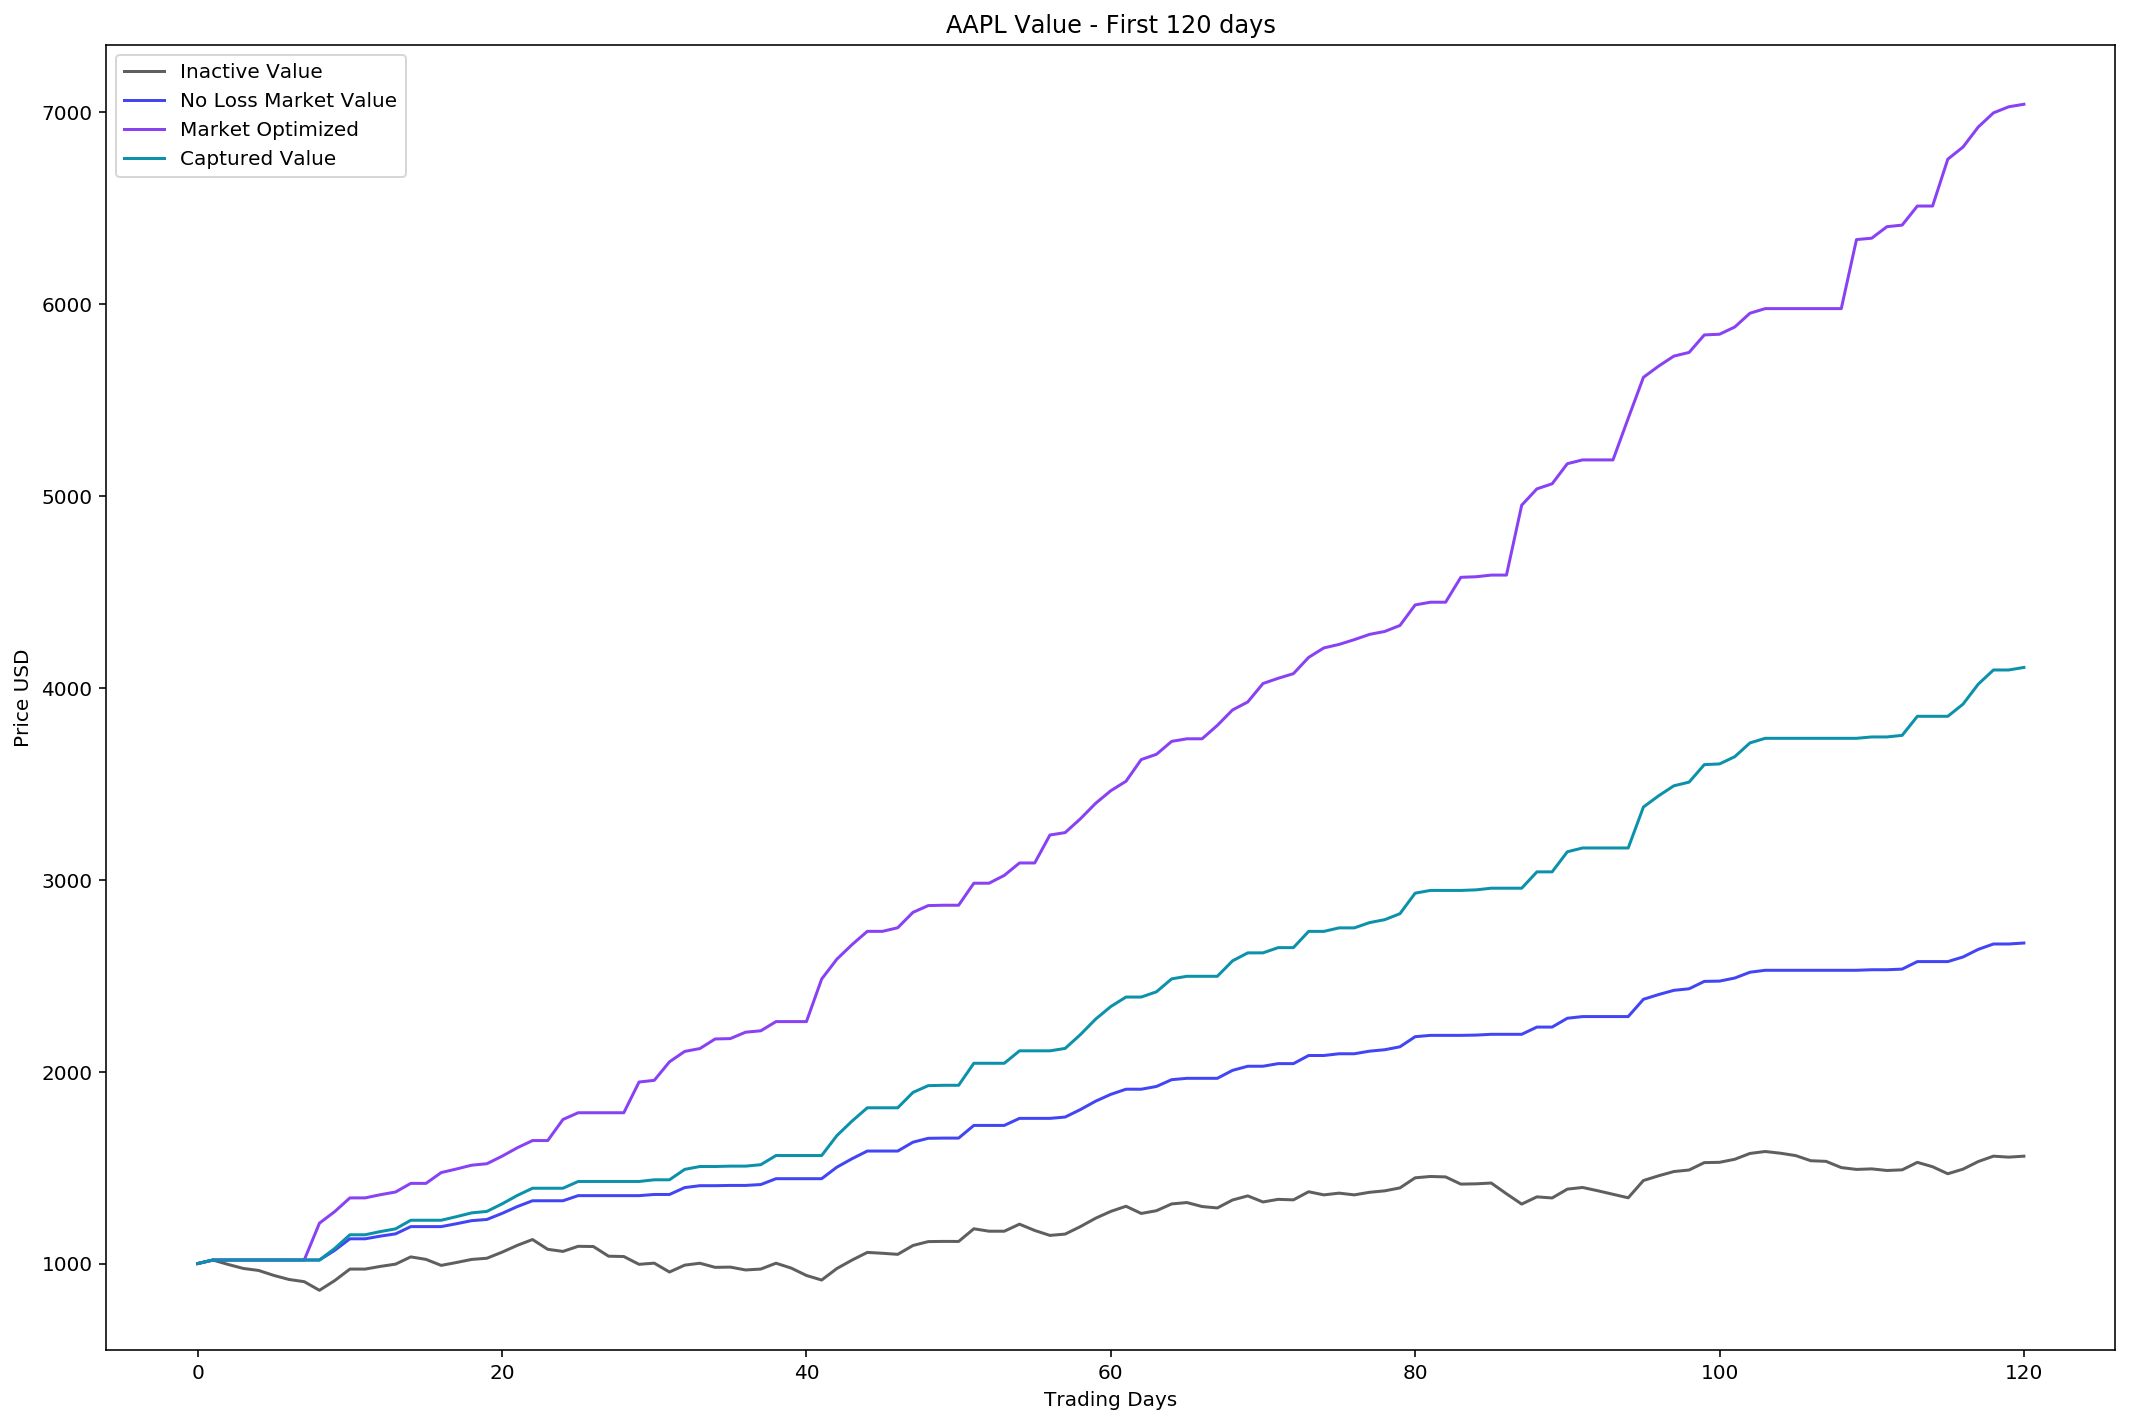 AAPL Value - First 120 days
Inactive Value
No Loss Market Value
Market Optimized
Captured Value
7000
6000
5000
4000
3000
2000
1000
Price USD
0 20 40 60 80 100 120
Trading Days